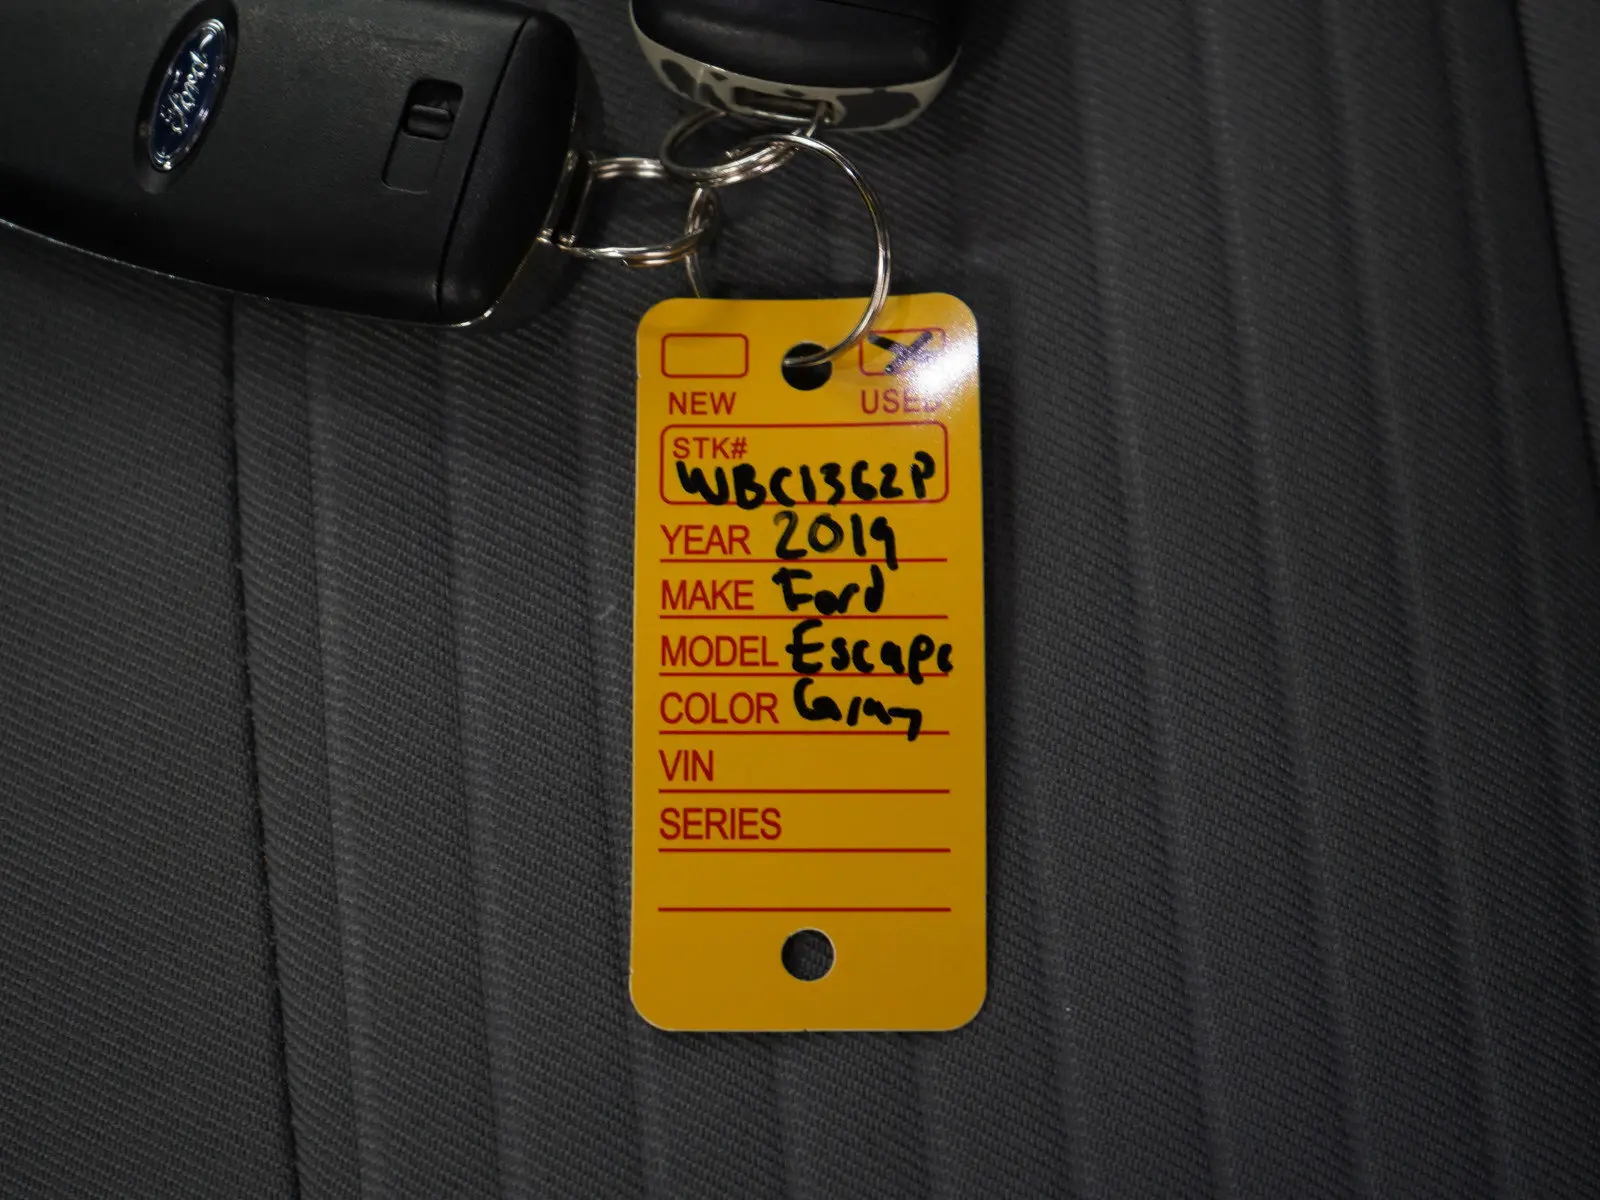 Ford
NEW USED
STK#
WBC1362P
YEAR 2019
MAKE Ford
MODEL Escape
COLOR Gray
VIN
SERIES